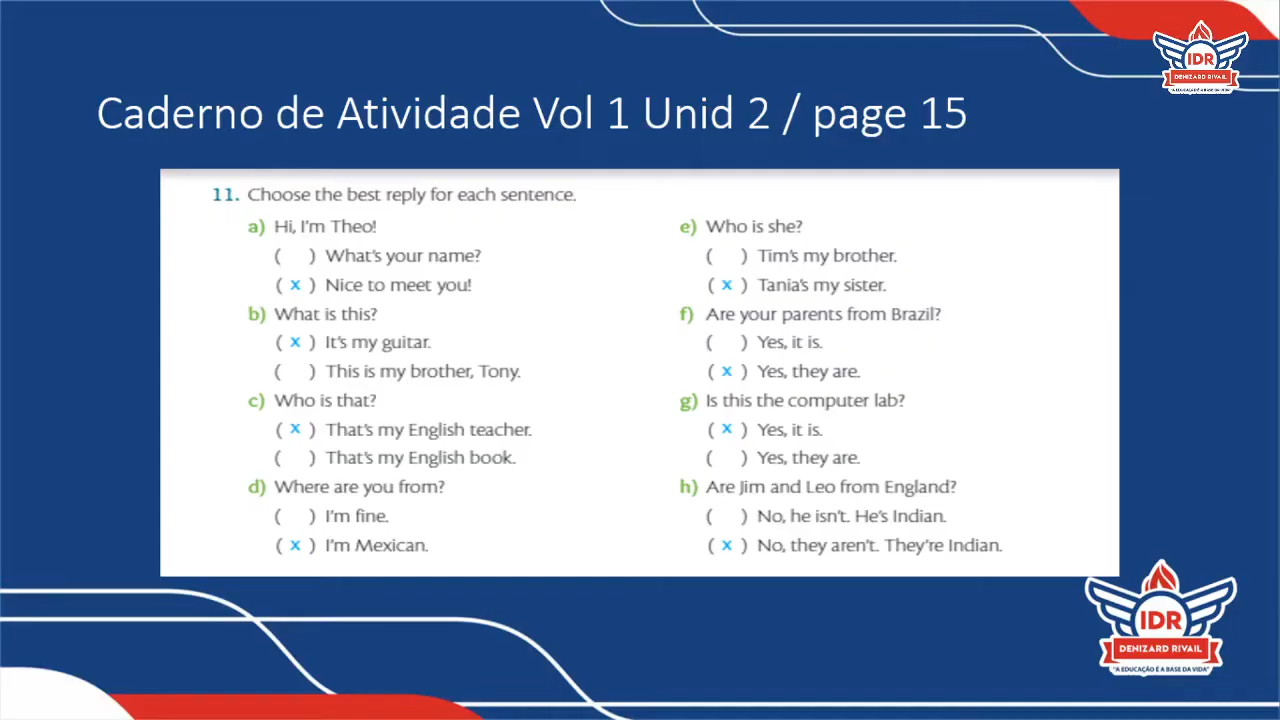 IDR
DENIZARD RIVAIL
"A EDUCAÇÃO É A BASE DA VIDA"
Caderno de Atividade Vol 1 Unid 2 / page 15
11. Choose the best reply for each sentence.
a) Hi, I'm Theo!
( ) What's your name?
( x ) Nice to meet you!
b) What is this?
( x ) It's my guitar.
( ) This is my brother, Tony.
c) Who is that?
( x ) That's my English teacher.
( ) That's my English book.
d) Where are you from?
( ) I'm fine.
( x ) I'm Mexican.
e) Who is she?
( ) Tim's my brother.
( x ) Tania's my sister.
f) Are your parents from Brazil?
( ) Yes, it is.
( x ) Yes, they are.
g) Is this the computer lab?
( x ) Yes, it is.
( ) Yes, they are.
h) Are Jim and Leo from England?
( ) No, he isn't. He's Indian.
( x ) No, they aren't. They're Indian.
IDR
DENIZARD RIVAIL
"A EDUCAÇÃO É A BASE DA VIDA"